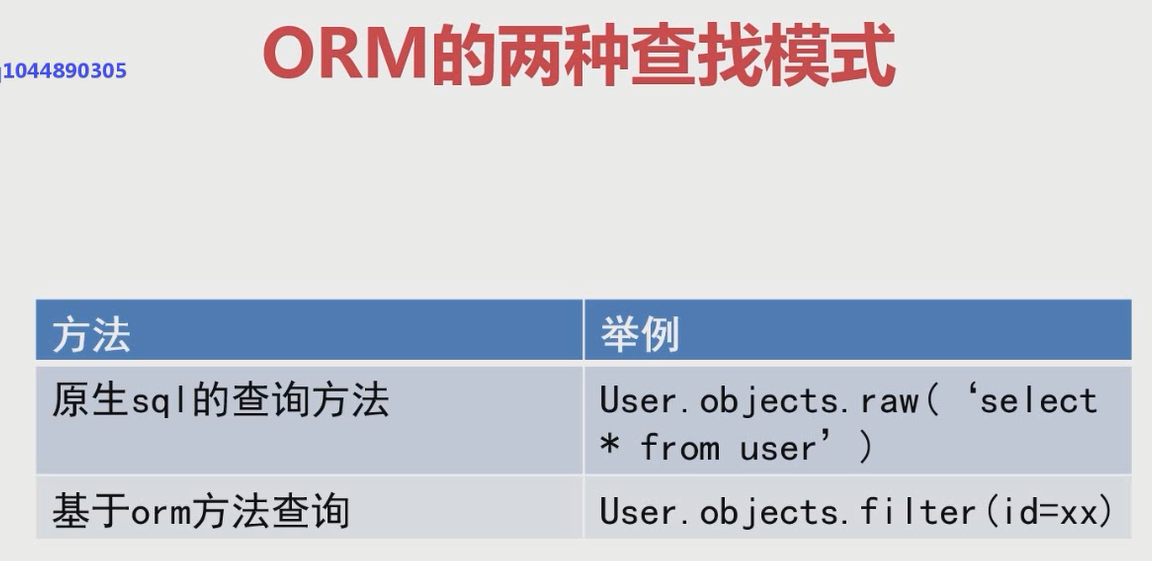 ORM的两种查找模式
1044890305
方法
举例
原生sql的查询方法
User.objects.raw(‘select
* from user’)
基于orm方法查询
User.objects.filter(id=xx)